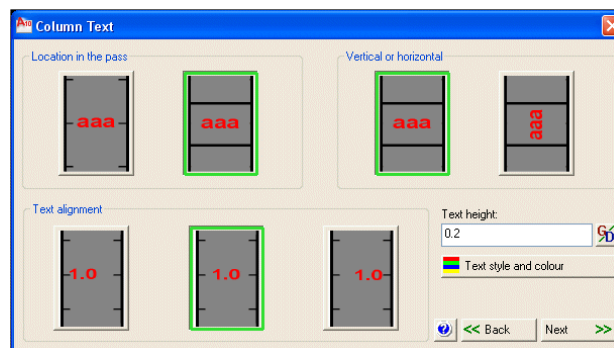 Column Text
Location in the pass
aaa
aaa
Vertical or horizontal
aaa
aaa
Text alignment
1.0
1.0
1.0
Text height:
0.2
Text style and colour
<< Back
Next >>